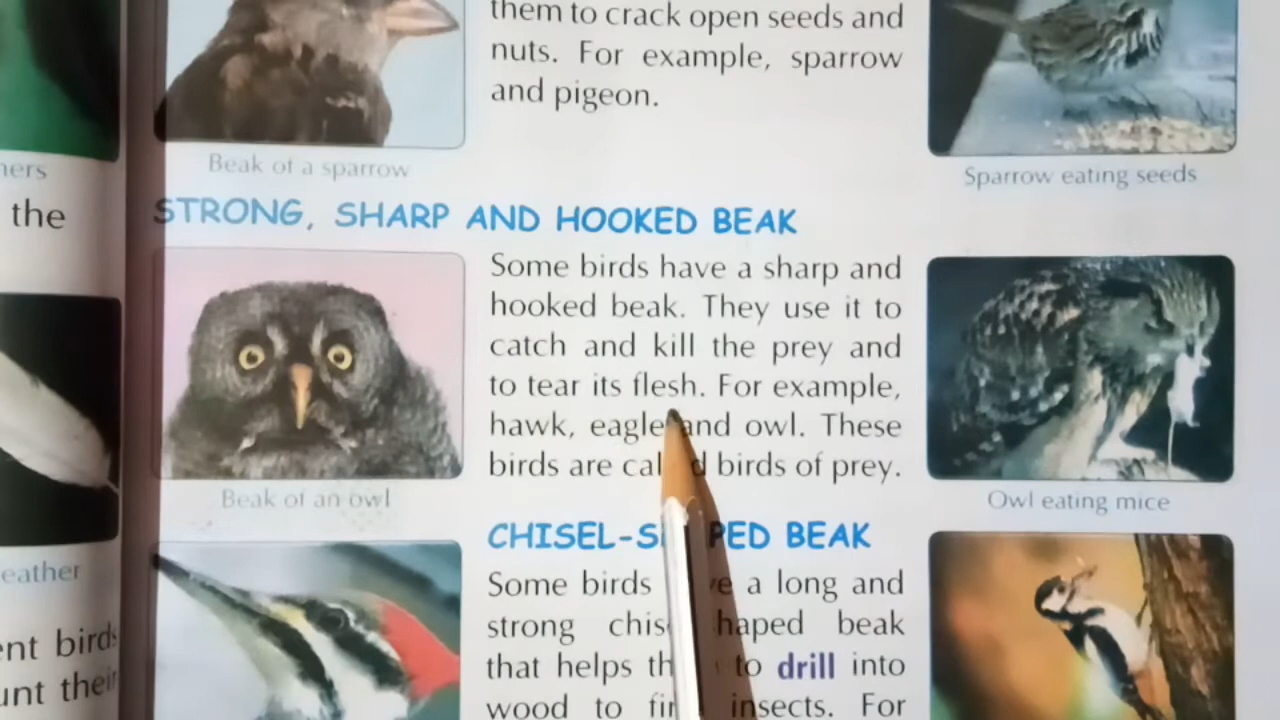 them to crack open seeds and
nuts. For example, sparrow
and pigeon.
Beak of a sparrow
Sparrow eating seeds
the
STRONG, SHARP AND HOOKED BEAK
Some birds have a sharp and
hooked beak. They use it to
catch and kill the prey and
to tear its flesh. For example,
hawk, eagle and owl. These
birds are birds of prey.
Beak of an owl
Owl eating mice
BEAK
Some birds a long and
strong beak
that helps to drill into
wood to insects. For
birds